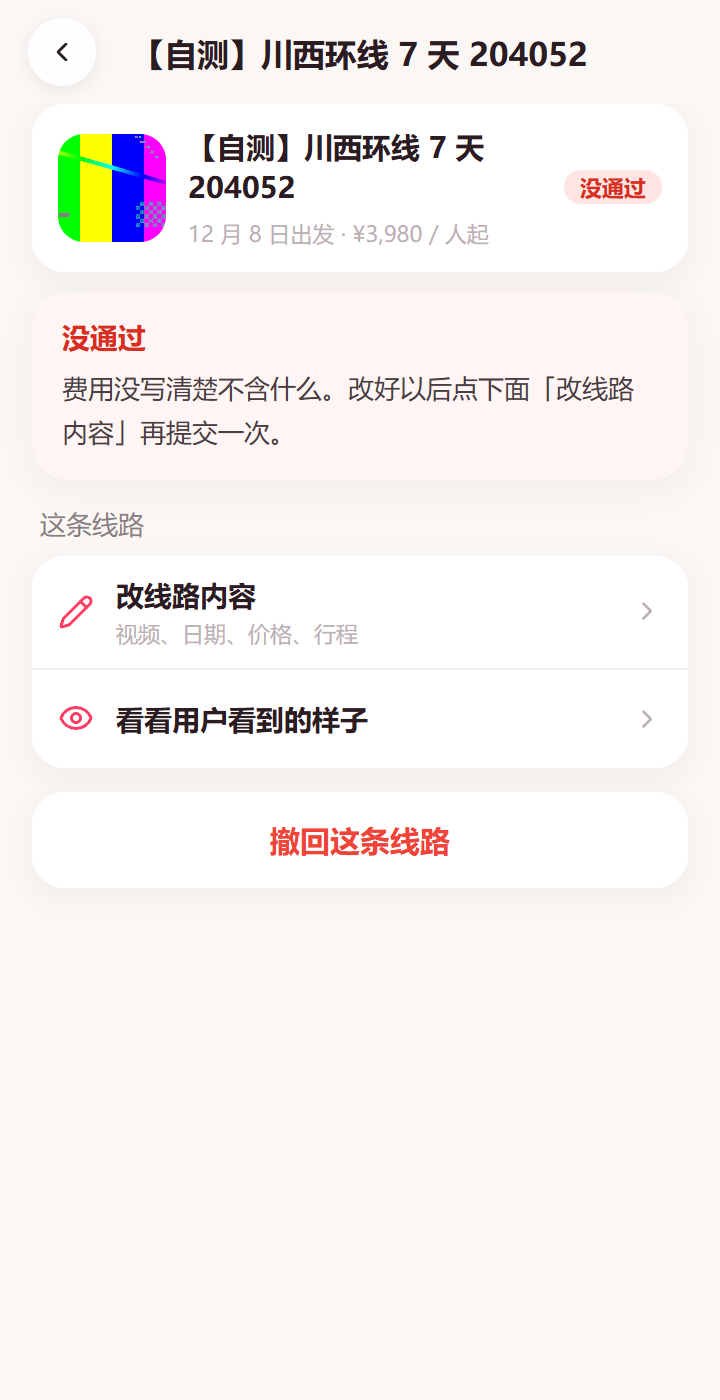 【自测】川西环线 7 天 204052
【自测】川西环线 7 天
204052
没通过
12 月 8 日出发 · ¥3,980 / 人起
没通过
费用没写清楚不含什么。改好以后点下面「改线路
内容」再提交一次。
这条线路
改线路内容
视频、日期、价格、行程
看看用户看到的样子
撤回这条线路